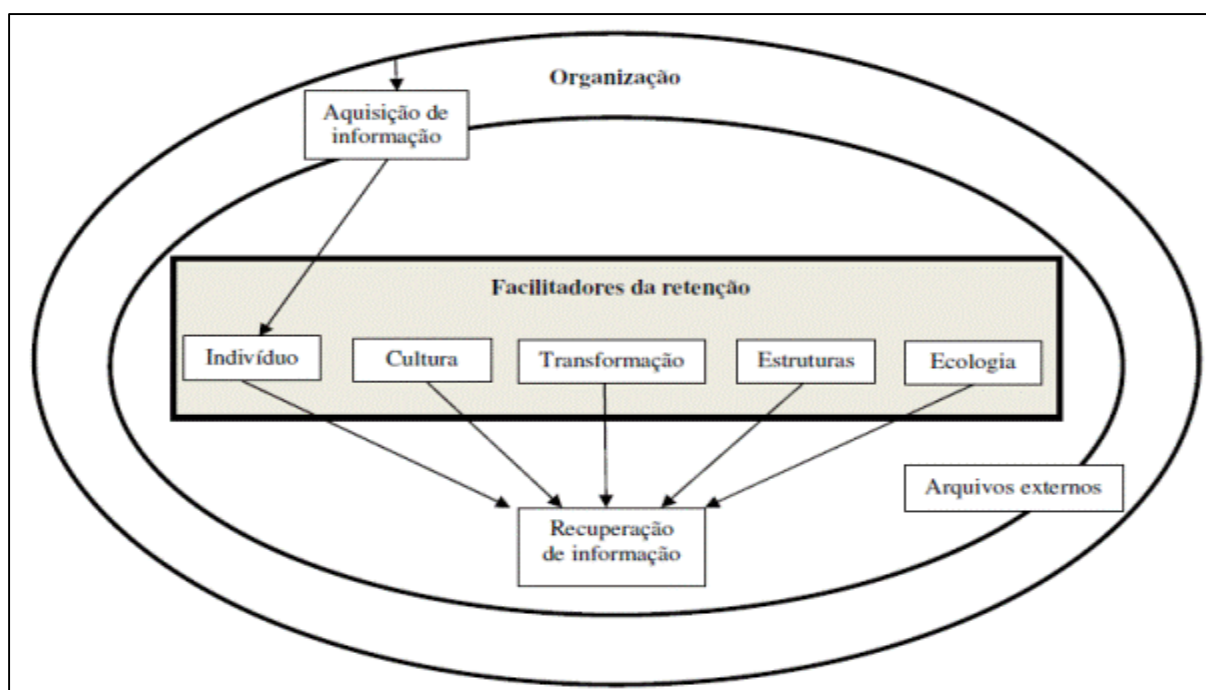 Organização
Aquisição de
informação
Facilitadores da retenção
Indivíduo
Cultura
Transformação
Estruturas
Ecologia
Arquivos externos
Recuperação
de informação